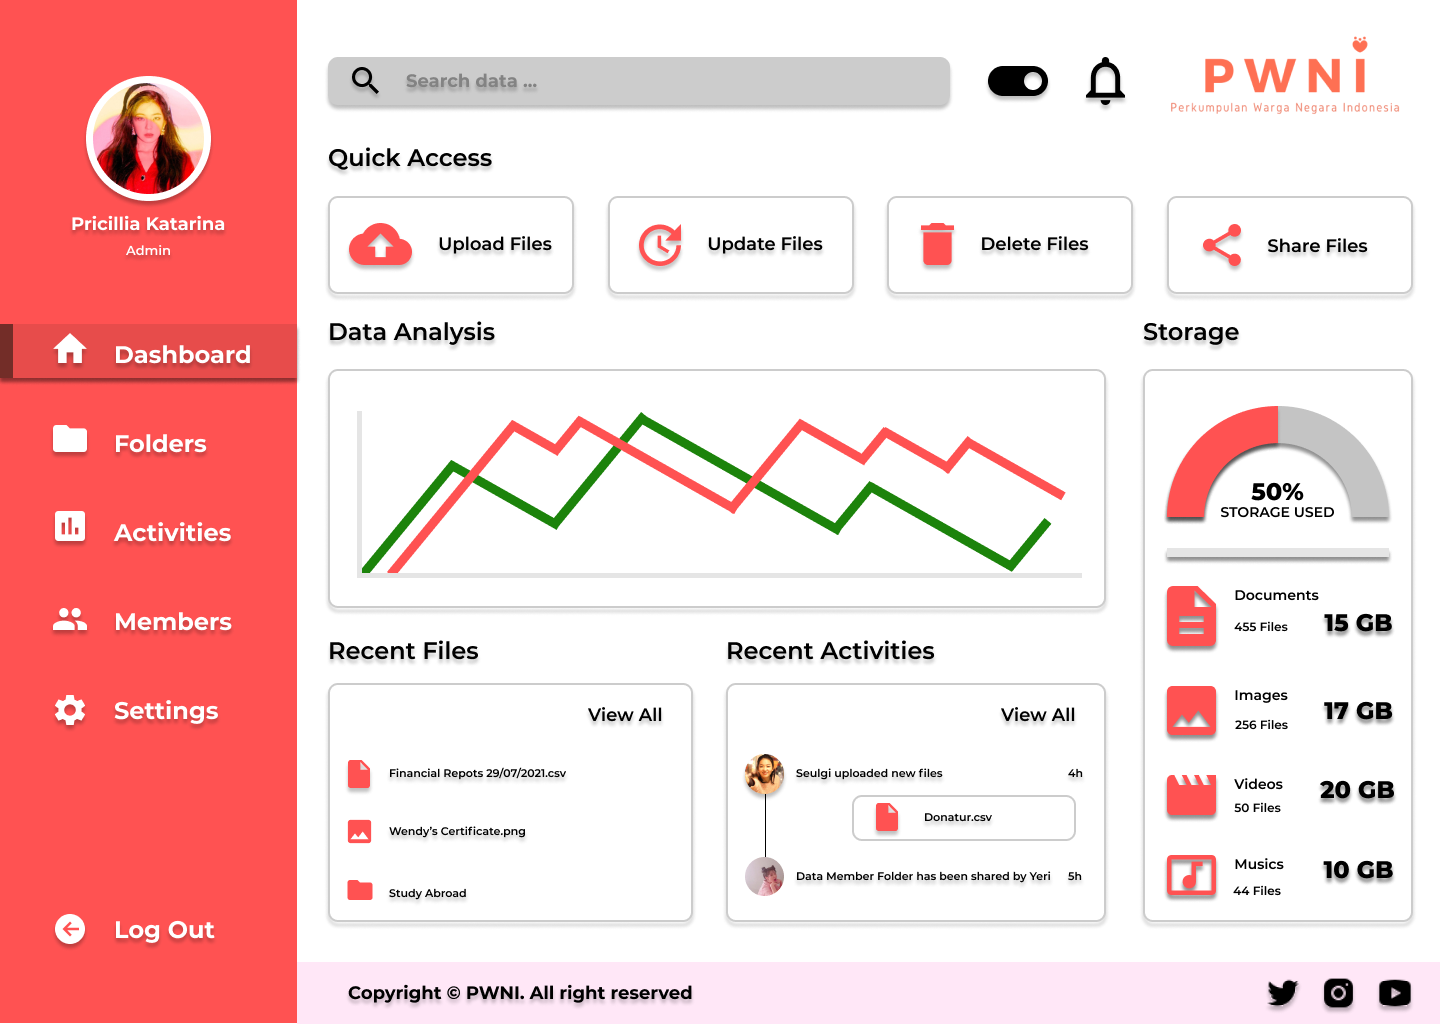 Pricillia Katarina
Admin
Dashboard
Folders
Activities
Members
Settings
Log Out
Search data ...
PWNI
Perkumpulan Warga Negara Indonesia
Quick Access
Upload Files
Update Files
Delete Files
Share Files
Data Analysis
Storage
50%
STORAGE USED
Documents
455 Files
15 GB
Images
256 Files
17 GB
Videos
50 Files
20 GB
Musics
44 Files
10 GB
Recent Files
View All
Financial Repots 29/07/2021.csv
Wendy’s Certificate.png
Study Abroad
Recent Activities
View All
Seulgi uploaded new files 4h
Donatur.csv
Data Member Folder has been shared by Yeri 5h
Copyright © PWNI. All right reserved